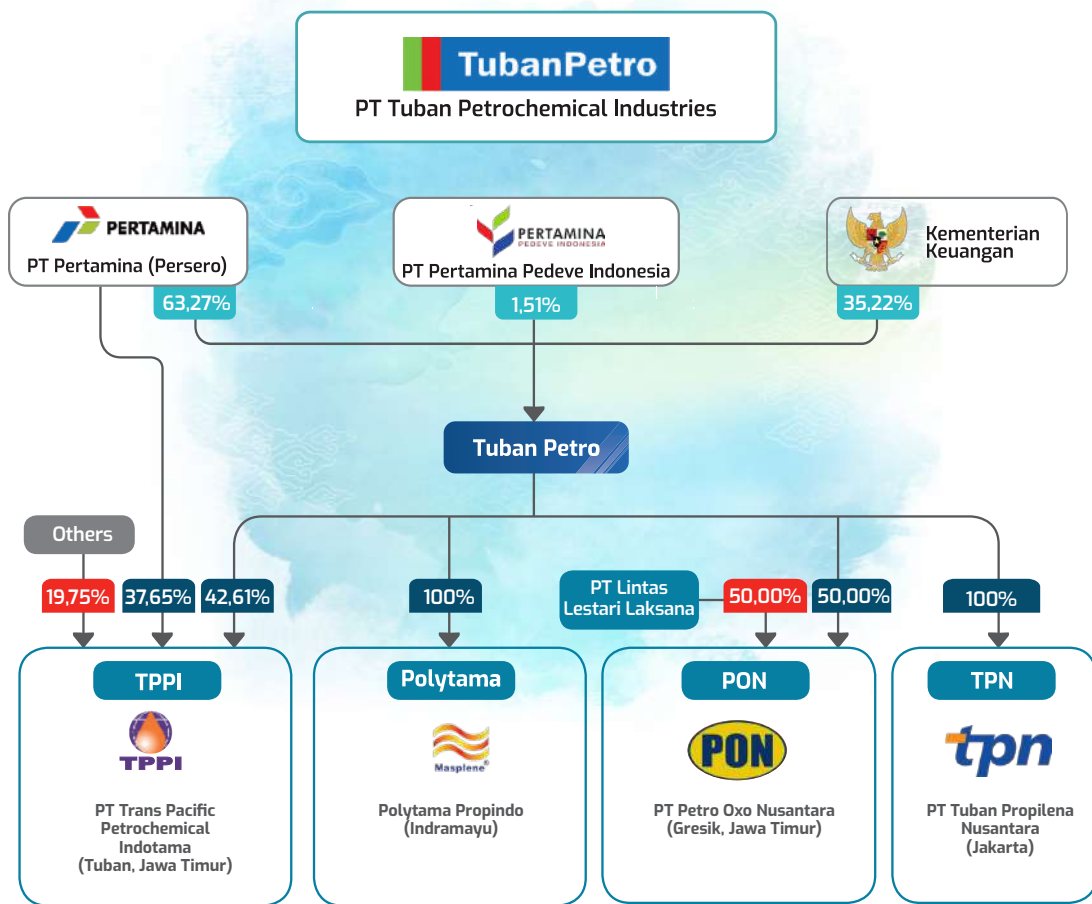 TubanPetro
PT Tuban Petrochemical Industries
PERTAMINA
PT Pertamina (Persero)
63,27%
PERTAMINA
PEDEVE INDONESIA
PT Pertamina Pedeve Indonesia
1,51%
Kementerian
Keuangan
35,22%
Tuban Petro
Others
19,75%
37,65%
42,61%
100%
PT Lintas
Lestari Laksana
50,00%
50,00%
100%
TPPI
TPPI
PT Trans Pacific
Petrochemical
Indotama
(Tuban, Jawa Timur)
Polytama
Masplene®
Polytama Propindo
(Indramayu)
PON
PON
PT Petro Oxo Nusantara
(Gresik, Jawa Timur)
TPN
tpn
PT Tuban Propilena
Nusantara
(Jakarta)